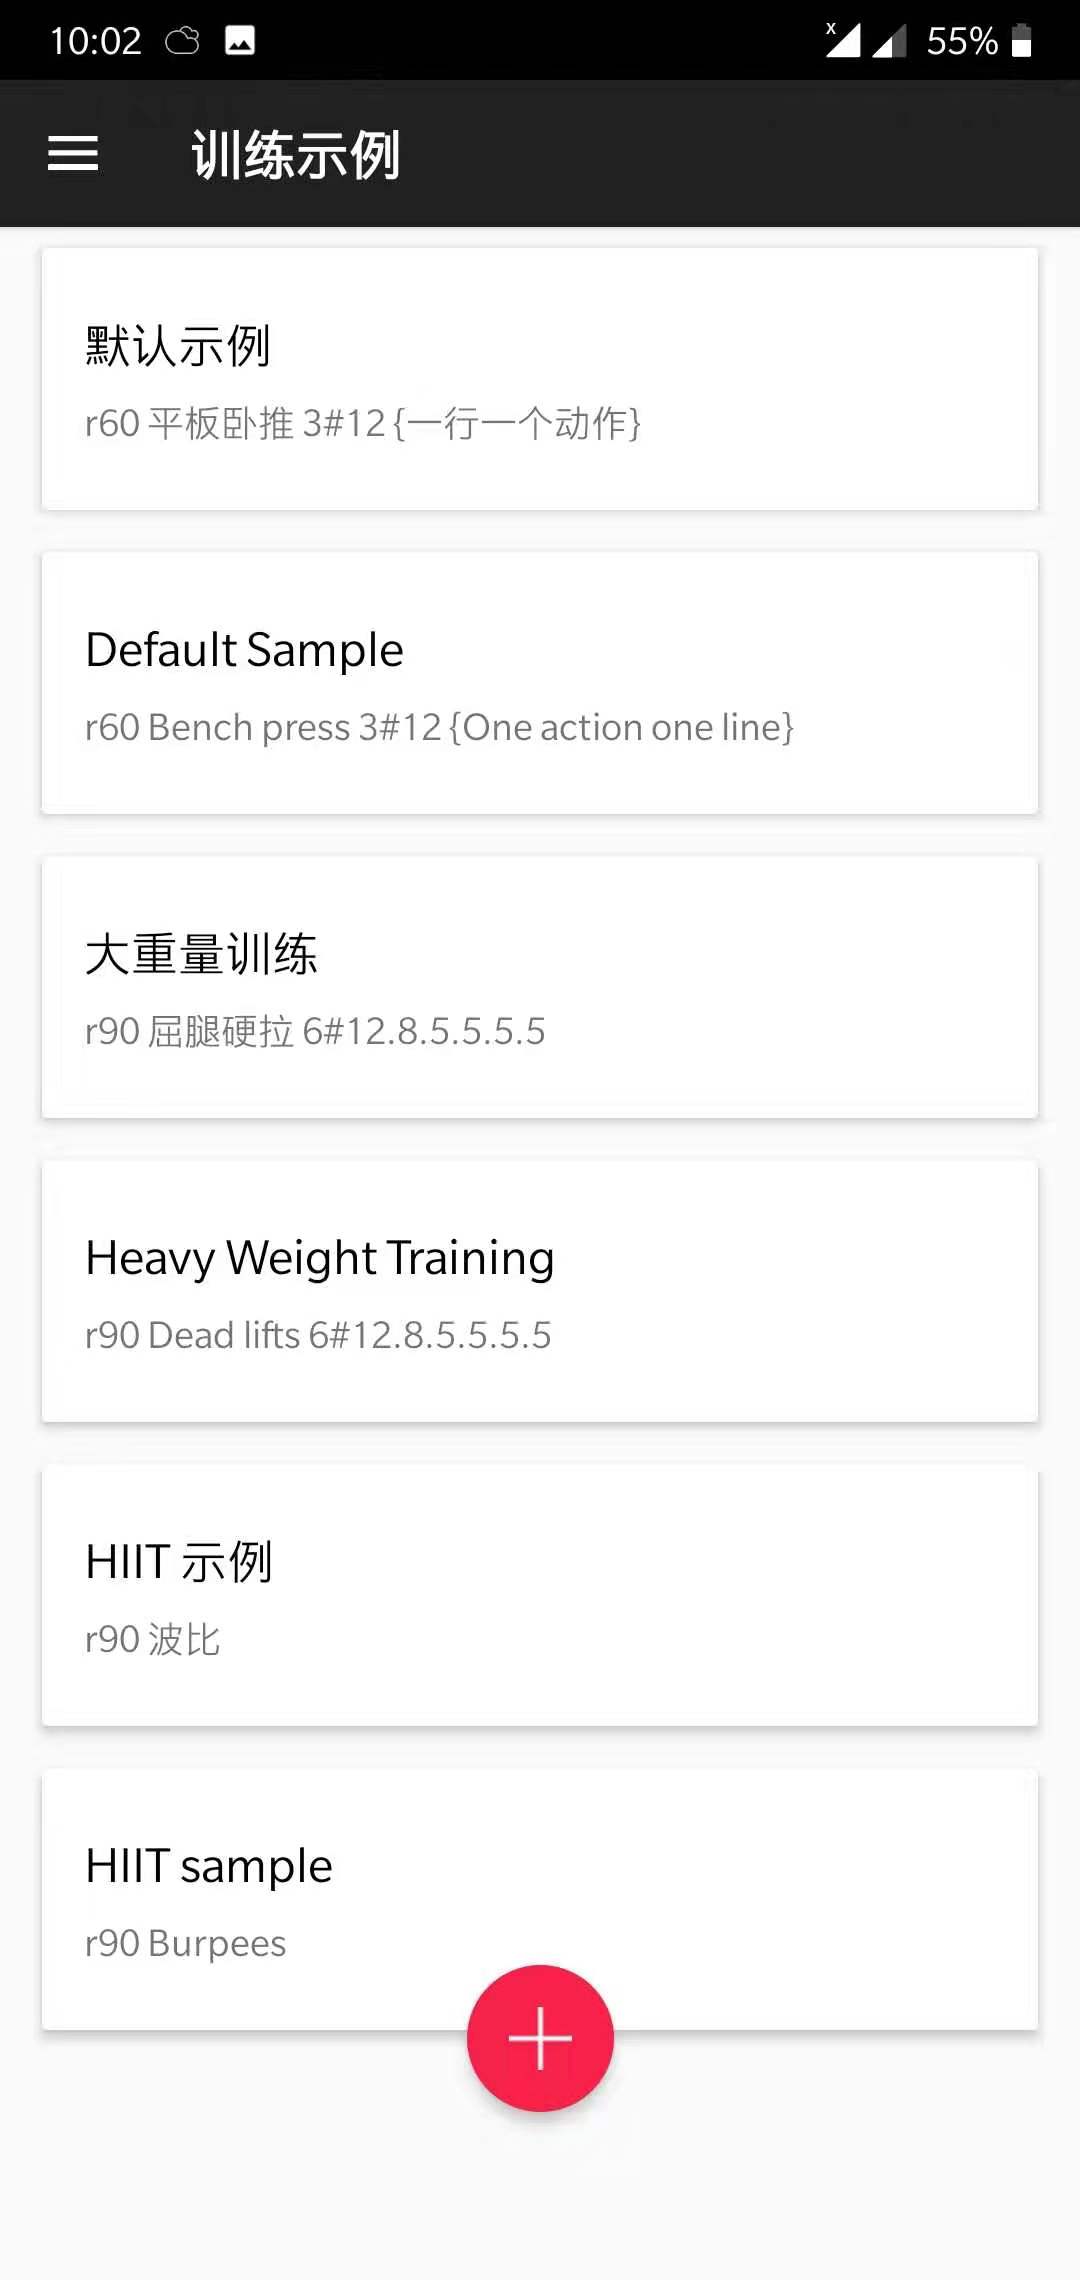 10:02
x
55%
训练示例
默认示例
r60 平板卧推 3#12 {一行一个动作}
Default Sample
r60 Bench press 3#12 {One action one line}
大重量训练
r90 屈腿硬拉 6#12.8.5.5.5.5
Heavy Weight Training
r90 Dead lifts 6#12.8.5.5.5.5
HIIT 示例
r90 波比
HIIT sample
r90 Burpees